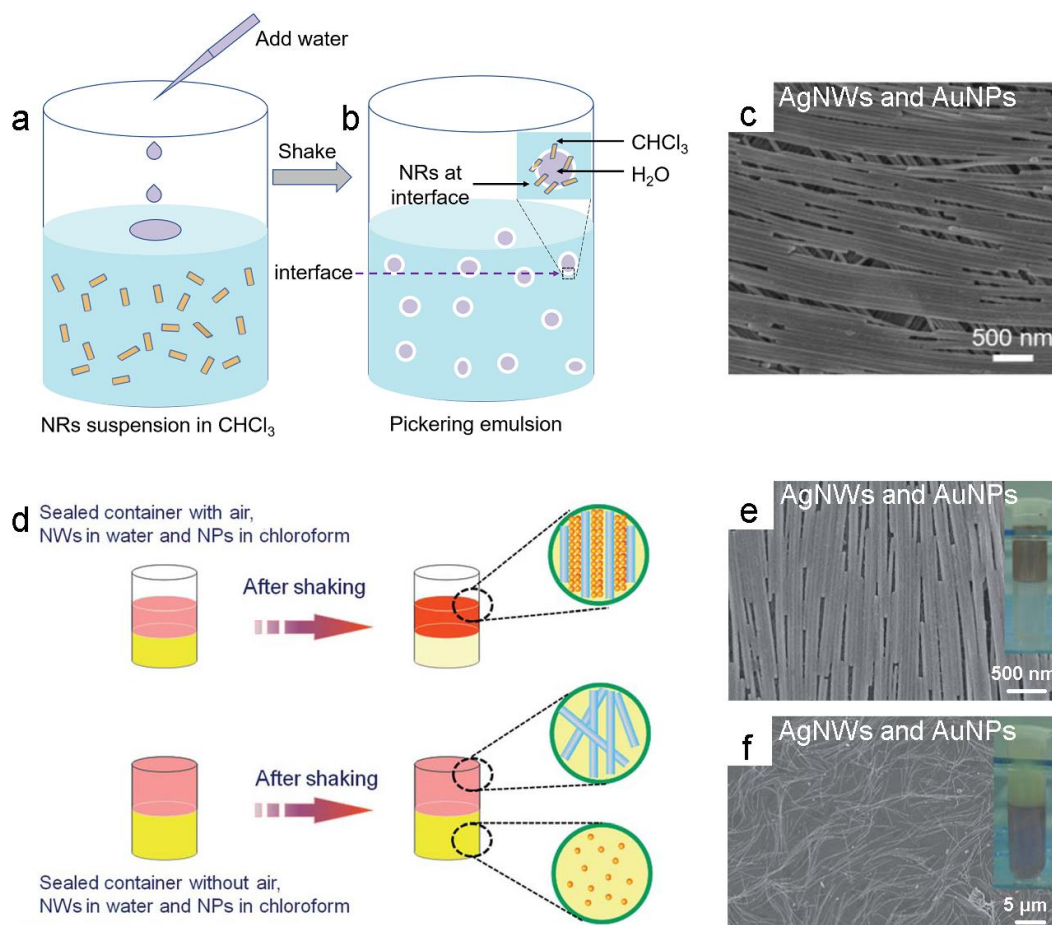 Add water
a
b
Shake
CHCl₃
H₂O
NRs at
interface
interface
NRs suspension in CHCl₃
Pickering emulsion
c
AgNWs and AuNPs
500 nm
d
Sealed container with air,
NWs in water and NPs in chloroform
After shaking
After shaking
Sealed container without air,
NWs in water and NPs in chloroform
e
AgNWs and AuNPs
500 nm
f
AgNWs and AuNPs
5 μm